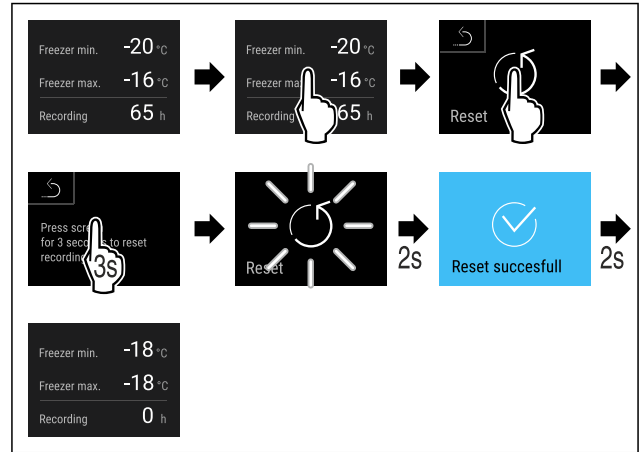 Freezer min. -20 °C
Freezer max. -16 °C
Recording 65 h
Freezer min. -20 °C
Freezer ma -16 °C
Recording 65 h
Reset
Press scre
for 3 seconds to reset
recording
3s
Reset
2s
Reset succesfull
2s
Freezer min. -18 °C
Freezer max. -18 °C
Recording 0 h